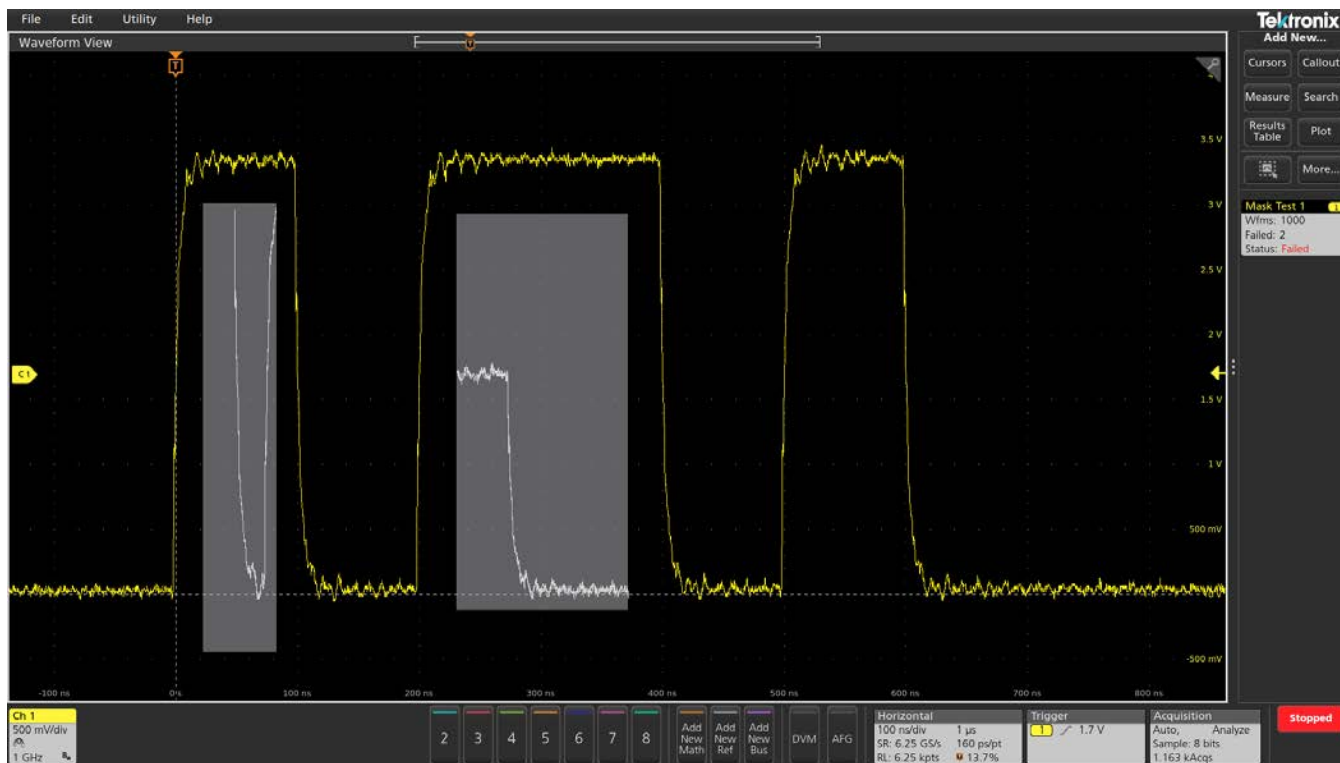 File Edit Utility Help
Tektronix
Waveform View
Add New...
Cursors Callout
Measure Search
Results Table Plot
More...
Mask Test 1 1
Wfms: 1000
Failed: 2
Status: Failed
T
T
3.5 V
3 V
2.5 V
2 V
C1
1.5 V
1 V
500 mV
-500 mV
-100 ns 0 s 100 ns 200 ns 300 ns 400 ns 500 ns 600 ns 700 ns 800 ns
Ch 1
500 mV/div
1 GHz
2 3 4 5 6 7 8
Add New Math
Add New Ref
Add New Bus
DVM AFG
Horizontal
100 ns/div 1 µs
SR: 6.25 GS/s 160 ps/pt
RL: 6.25 kpts 13.7%
Trigger
1 1.7 V
Acquisition
Auto, Analyze
Sample: 8 bits
1.163 kAcqs
Stopped